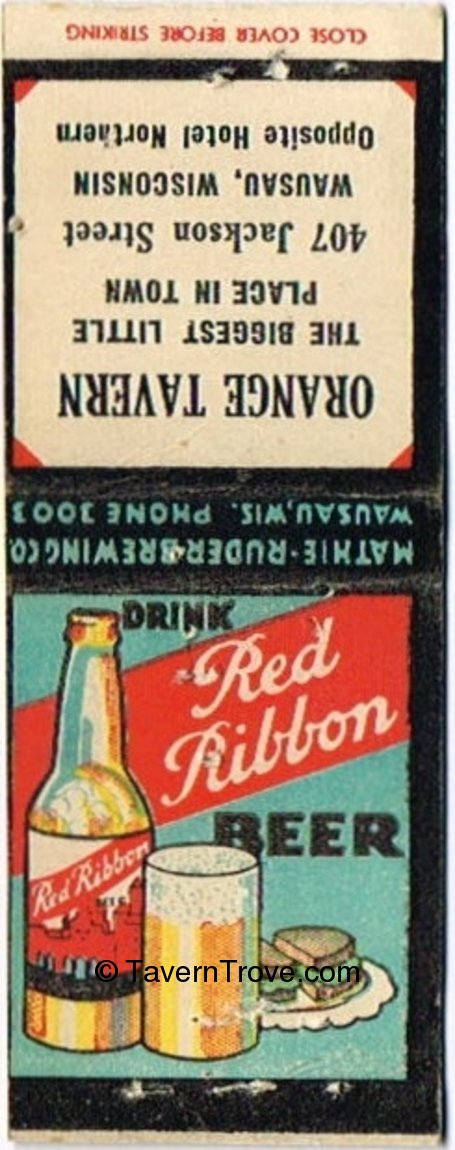 CLOSE COVER BEFORE STRIKING
ORANGE TAVERN
THE BIGGEST LITTLE
PLACE IN TOWN
407 Jackson Street
WAUSAU, WISCONSIN
Opposite Hotel Northern
MATHIE-RUDER-BREWING CO.
WAUSAU, WIS. PHONE 3003
DRINK
Red
Ribbon
BEER
Red Ribbon
© TavernTrove.com